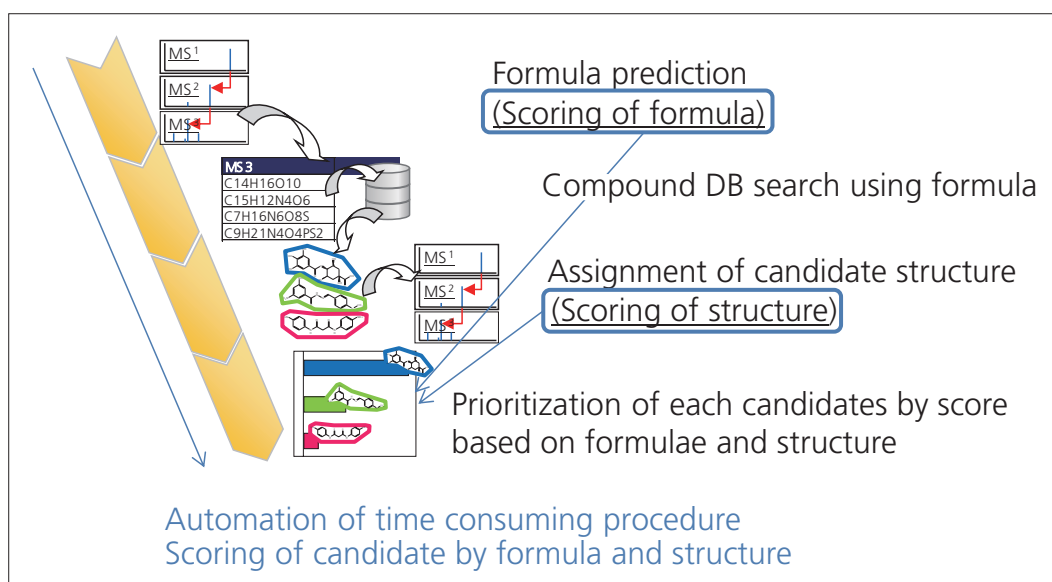 MS1
MS2
MS
Formula prediction
(Scoring of formula)
MS3
C14H16O10
C15H12N4O6
C7H16N6O8S
C9H21N4O4PS2
Compound DB search using formula
MS1
MS2
MS
Assignment of candidate structure
(Scoring of structure)
Prioritization of each candidates by score
based on formulae and structure
Automation of time consuming procedure
Scoring of candidate by formula and structure